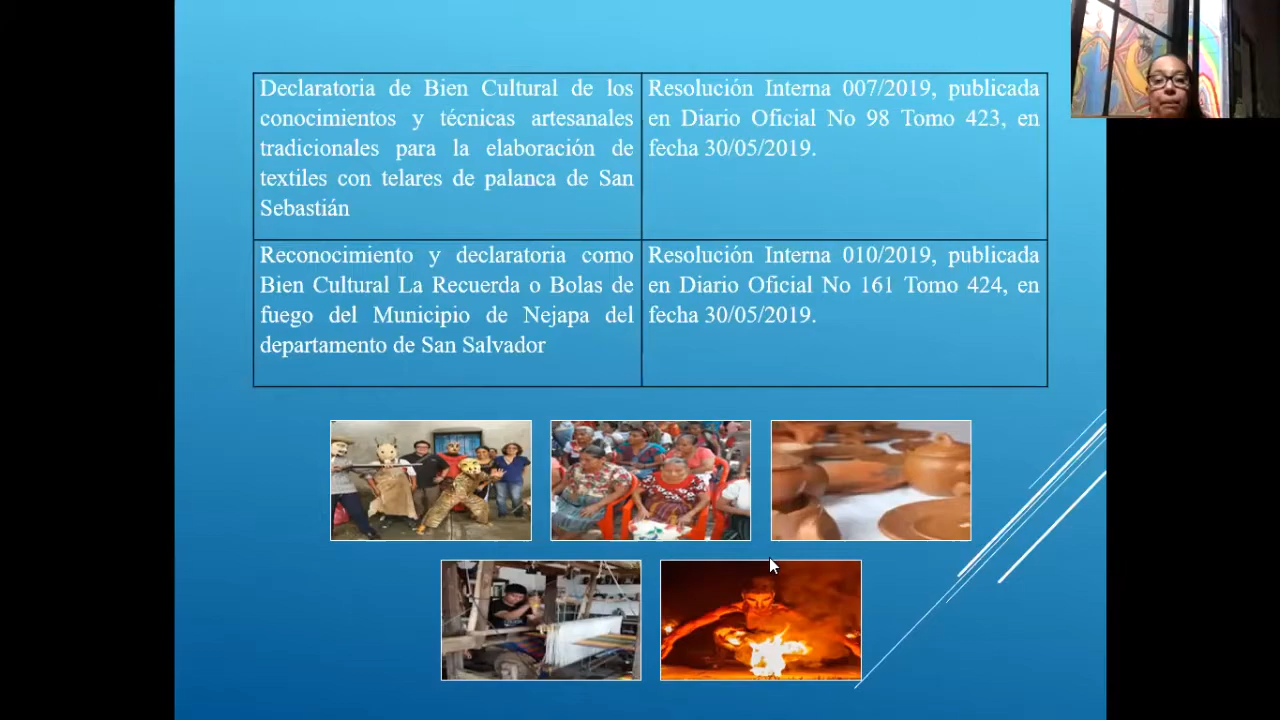 Declaratoria de Bien Cultural de los
conocimientos y técnicas artesanales
tradicionales para la elaboración de
textiles con telares de palanca de San
Sebastián
Resolución Interna 007/2019, publicada
en Diario Oficial No 98 Tomo 423, en
fecha 30/05/2019.
Reconocimiento y declaratoria como
Bien Cultural La Recuerda o Bolas de
fuego del Municipio de Nejapa del
departamento de San Salvador
Resolución Interna 010/2019, publicada
en Diario Oficial No 161 Tomo 424, en
fecha 30/05/2019.